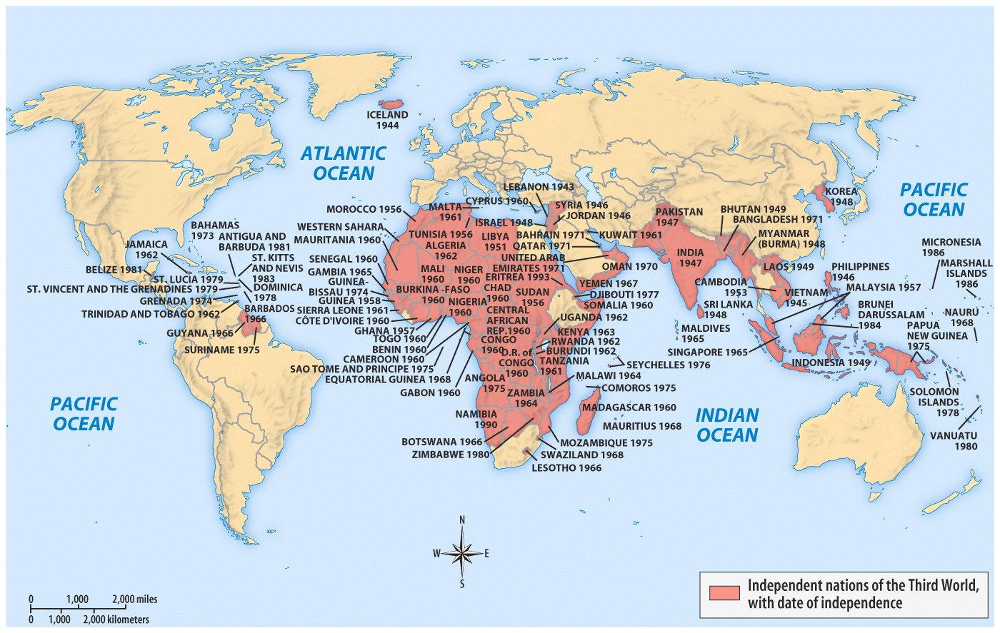 ICELAND
1944
ATLANTIC
OCEAN
PACIFIC
OCEAN
LEBANON 1943
CYPRUS 1960
SYRIA 1946
JORDAN 1946
ISRAEL 1948
MALTA
1961
MOROCCO 1956
WESTERN SAHARA
MAURITANIA 1960
TUNISIA 1956
ALGERIA
1962
LIBYA
1951
BAHRAIN 1971
QATAR 1971
KUWAIT 1961
UNITED ARAB
EMIRATES 1971
OMAN 1970
ERITREA 1993
YEMEN 1967
DJIBOUTI 1977
SOMALIA 1960
PAKISTAN
1947
INDIA
1947
BHUTAN 1949
BANGLADESH 1971
MYANMAR
(BURMA) 1948
LAOS 1949
KOREA
1948
CAMBODIA
1953
VIETNAM
1945
SRI LANKA
1948
MALDIVES
1965
PHILIPPINES
1946
MALAYSIA 1957
BRUNEI
DARUSSALAM
1984
SINGAPORE 1965
INDONESIA 1949
PAPUA
NEW GUINEA
1975
MICRONESIA
1986
MARSHALL
ISLANDS
1986
NAURU
1968
SOLOMON
ISLANDS
1978
VANUATU
1980
BAHAMAS
1973
JAMAICA
1962
ANTIGUA AND
BARBUDA 1981
ST. KITTS
AND NEVIS
1983
BELIZE 1981
ST. LUCIA 1979
ST. VINCENT AND THE GRENADINES 1979
DOMINICA
1978
GRENADA 1974
TRINIDAD AND TOBAGO 1962
BARBADOS
1966
GUYANA 1966
SURINAME 1975
SENEGAL 1960
GAMBIA 1965
GUINEA-
BISSAU 1974
GUINEA 1958
SIERRA LEONE 1961
CÔTE D'IVOIRE 1960
GHANA 1957
TOGO 1960
BENIN 1960
CAMEROON 1960
SAO TOME AND PRINCIPE 1975
EQUATORIAL GUINEA 1968
GABON 1960
MALI
1960
NIGER
1960
BURKINA-FASO
1960
NIGERIA
1960
CHAD
1960
SUDAN
1956
CENTRAL
AFRICAN
REP.1960
CONGO
1960
D.R. of
CONGO
1960
UGANDA 1962
KENYA 1963
RWANDA 1962
BURUNDI 1962
TANZANIA
1961
SEYCHELLES 1976
MALAWI 1964
COMOROS 1975
MADAGASCAR 1960
MAURITIUS 1968
ANGOLA
1975
ZAMBIA
1964
NAMIBIA
1990
BOTSWANA 1966
ZIMBABWE 1980
MOZAMBIQUE 1975
SWAZILAND 1968
LESOTHO 1966
PACIFIC
OCEAN
INDIAN
OCEAN
N
W E
S
0 1,000 2,000 miles
0 1,000 2,000 kilometers
Independent nations of the Third World,
with date of independence